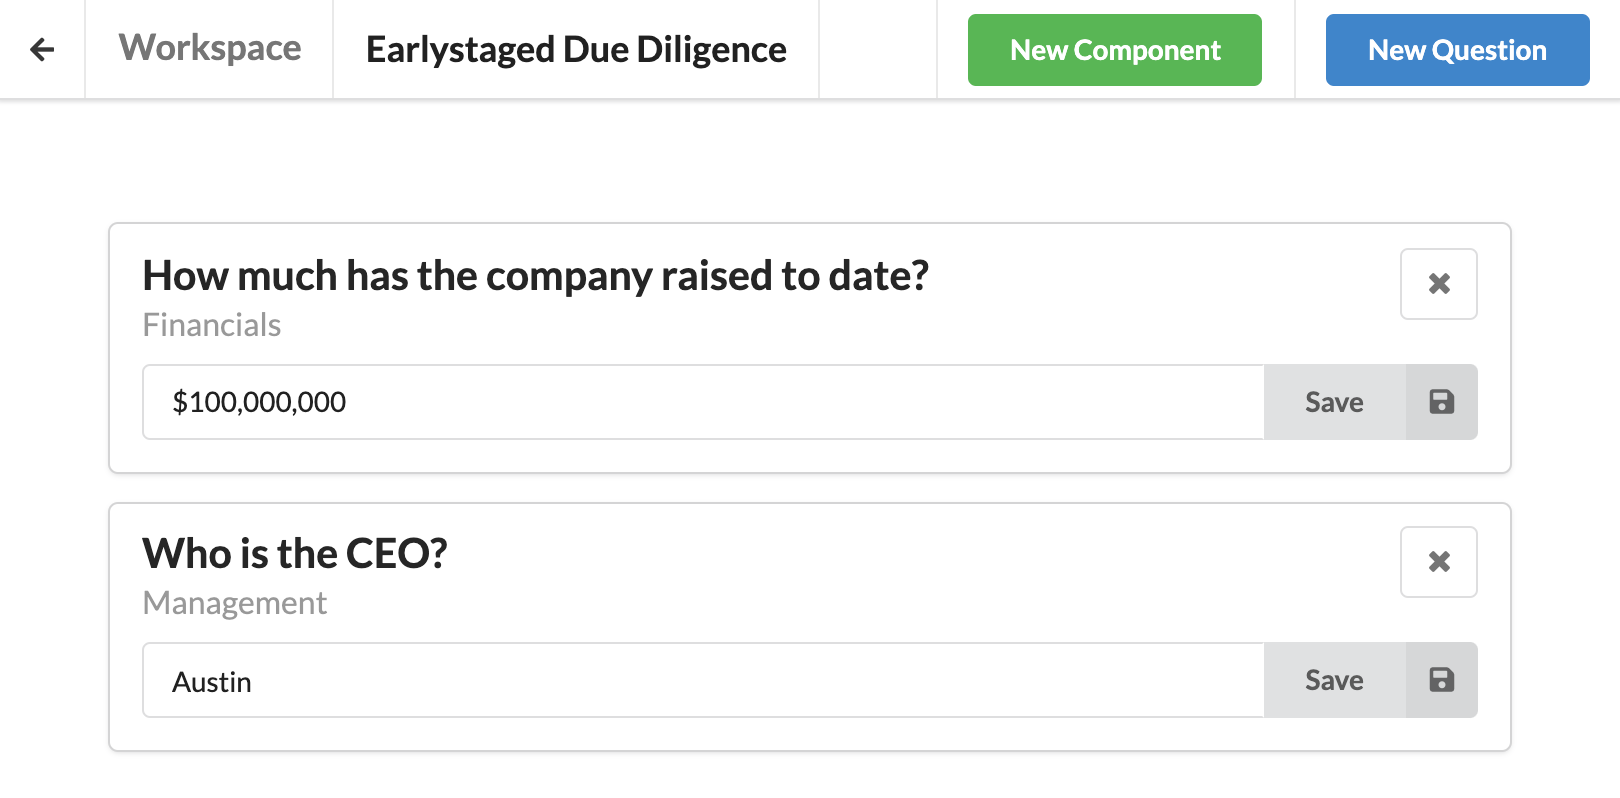 Workspace
Earlystaged Due Diligence
New Component
New Question
How much has the company raised to date?
Financials
$100,000,000
Save
Who is the CEO?
Management
Austin
Save